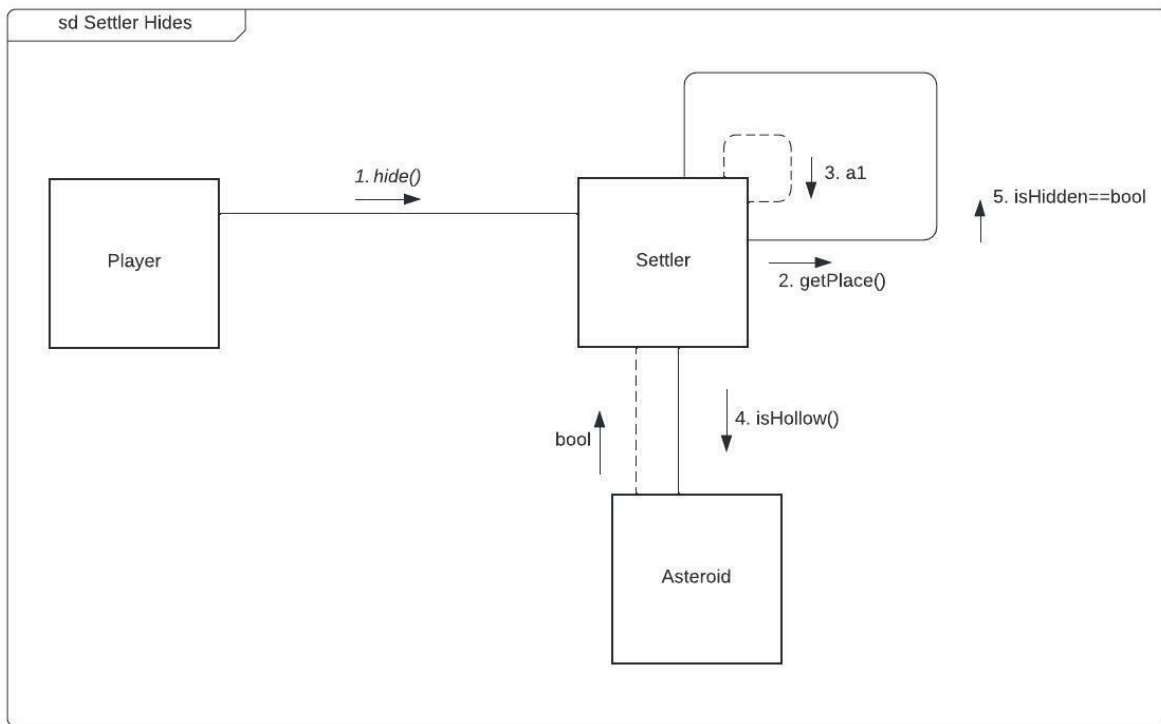 sd Settler Hides
1. hide()
3. a1
5. isHidden==bool
Player
Settler
2. getPlace()
4. isHollow()
bool
Asteroid